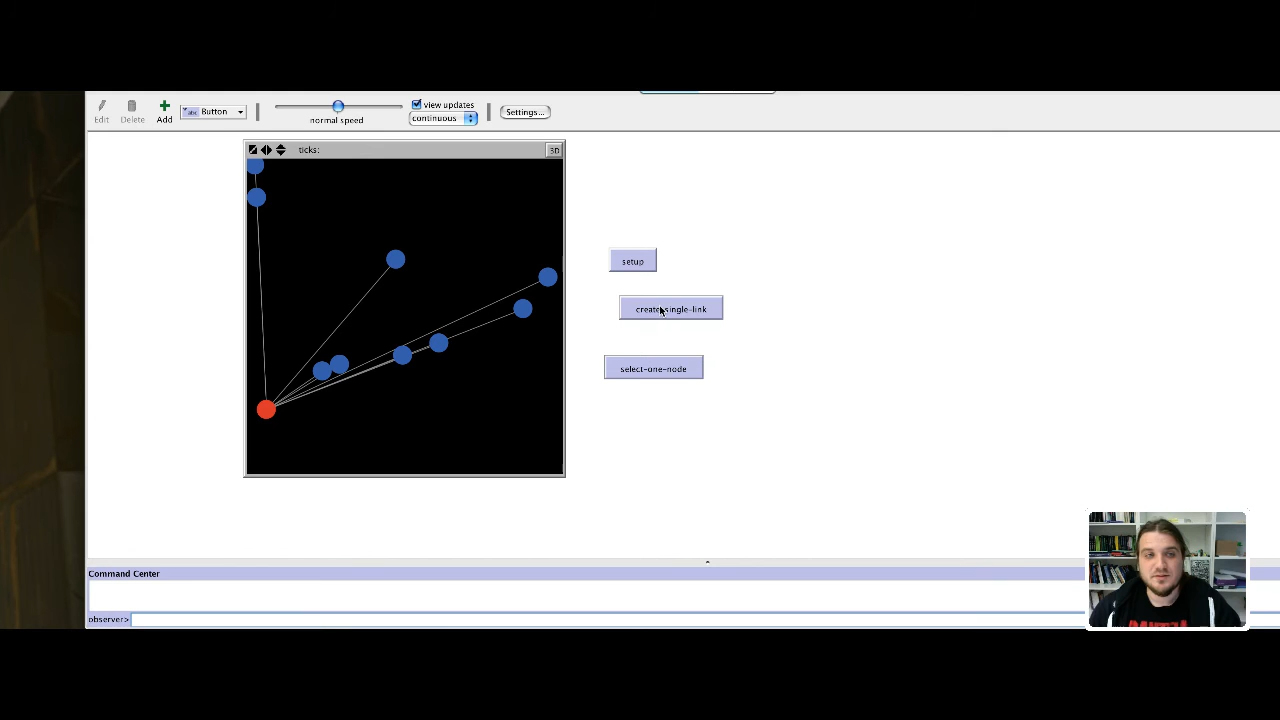 Edit
Delete
Add
abc Button
normal speed
view updates
continuous
Settings...
ticks:
3D
setup
create-single-link
select-one-node
Command Center
observer>